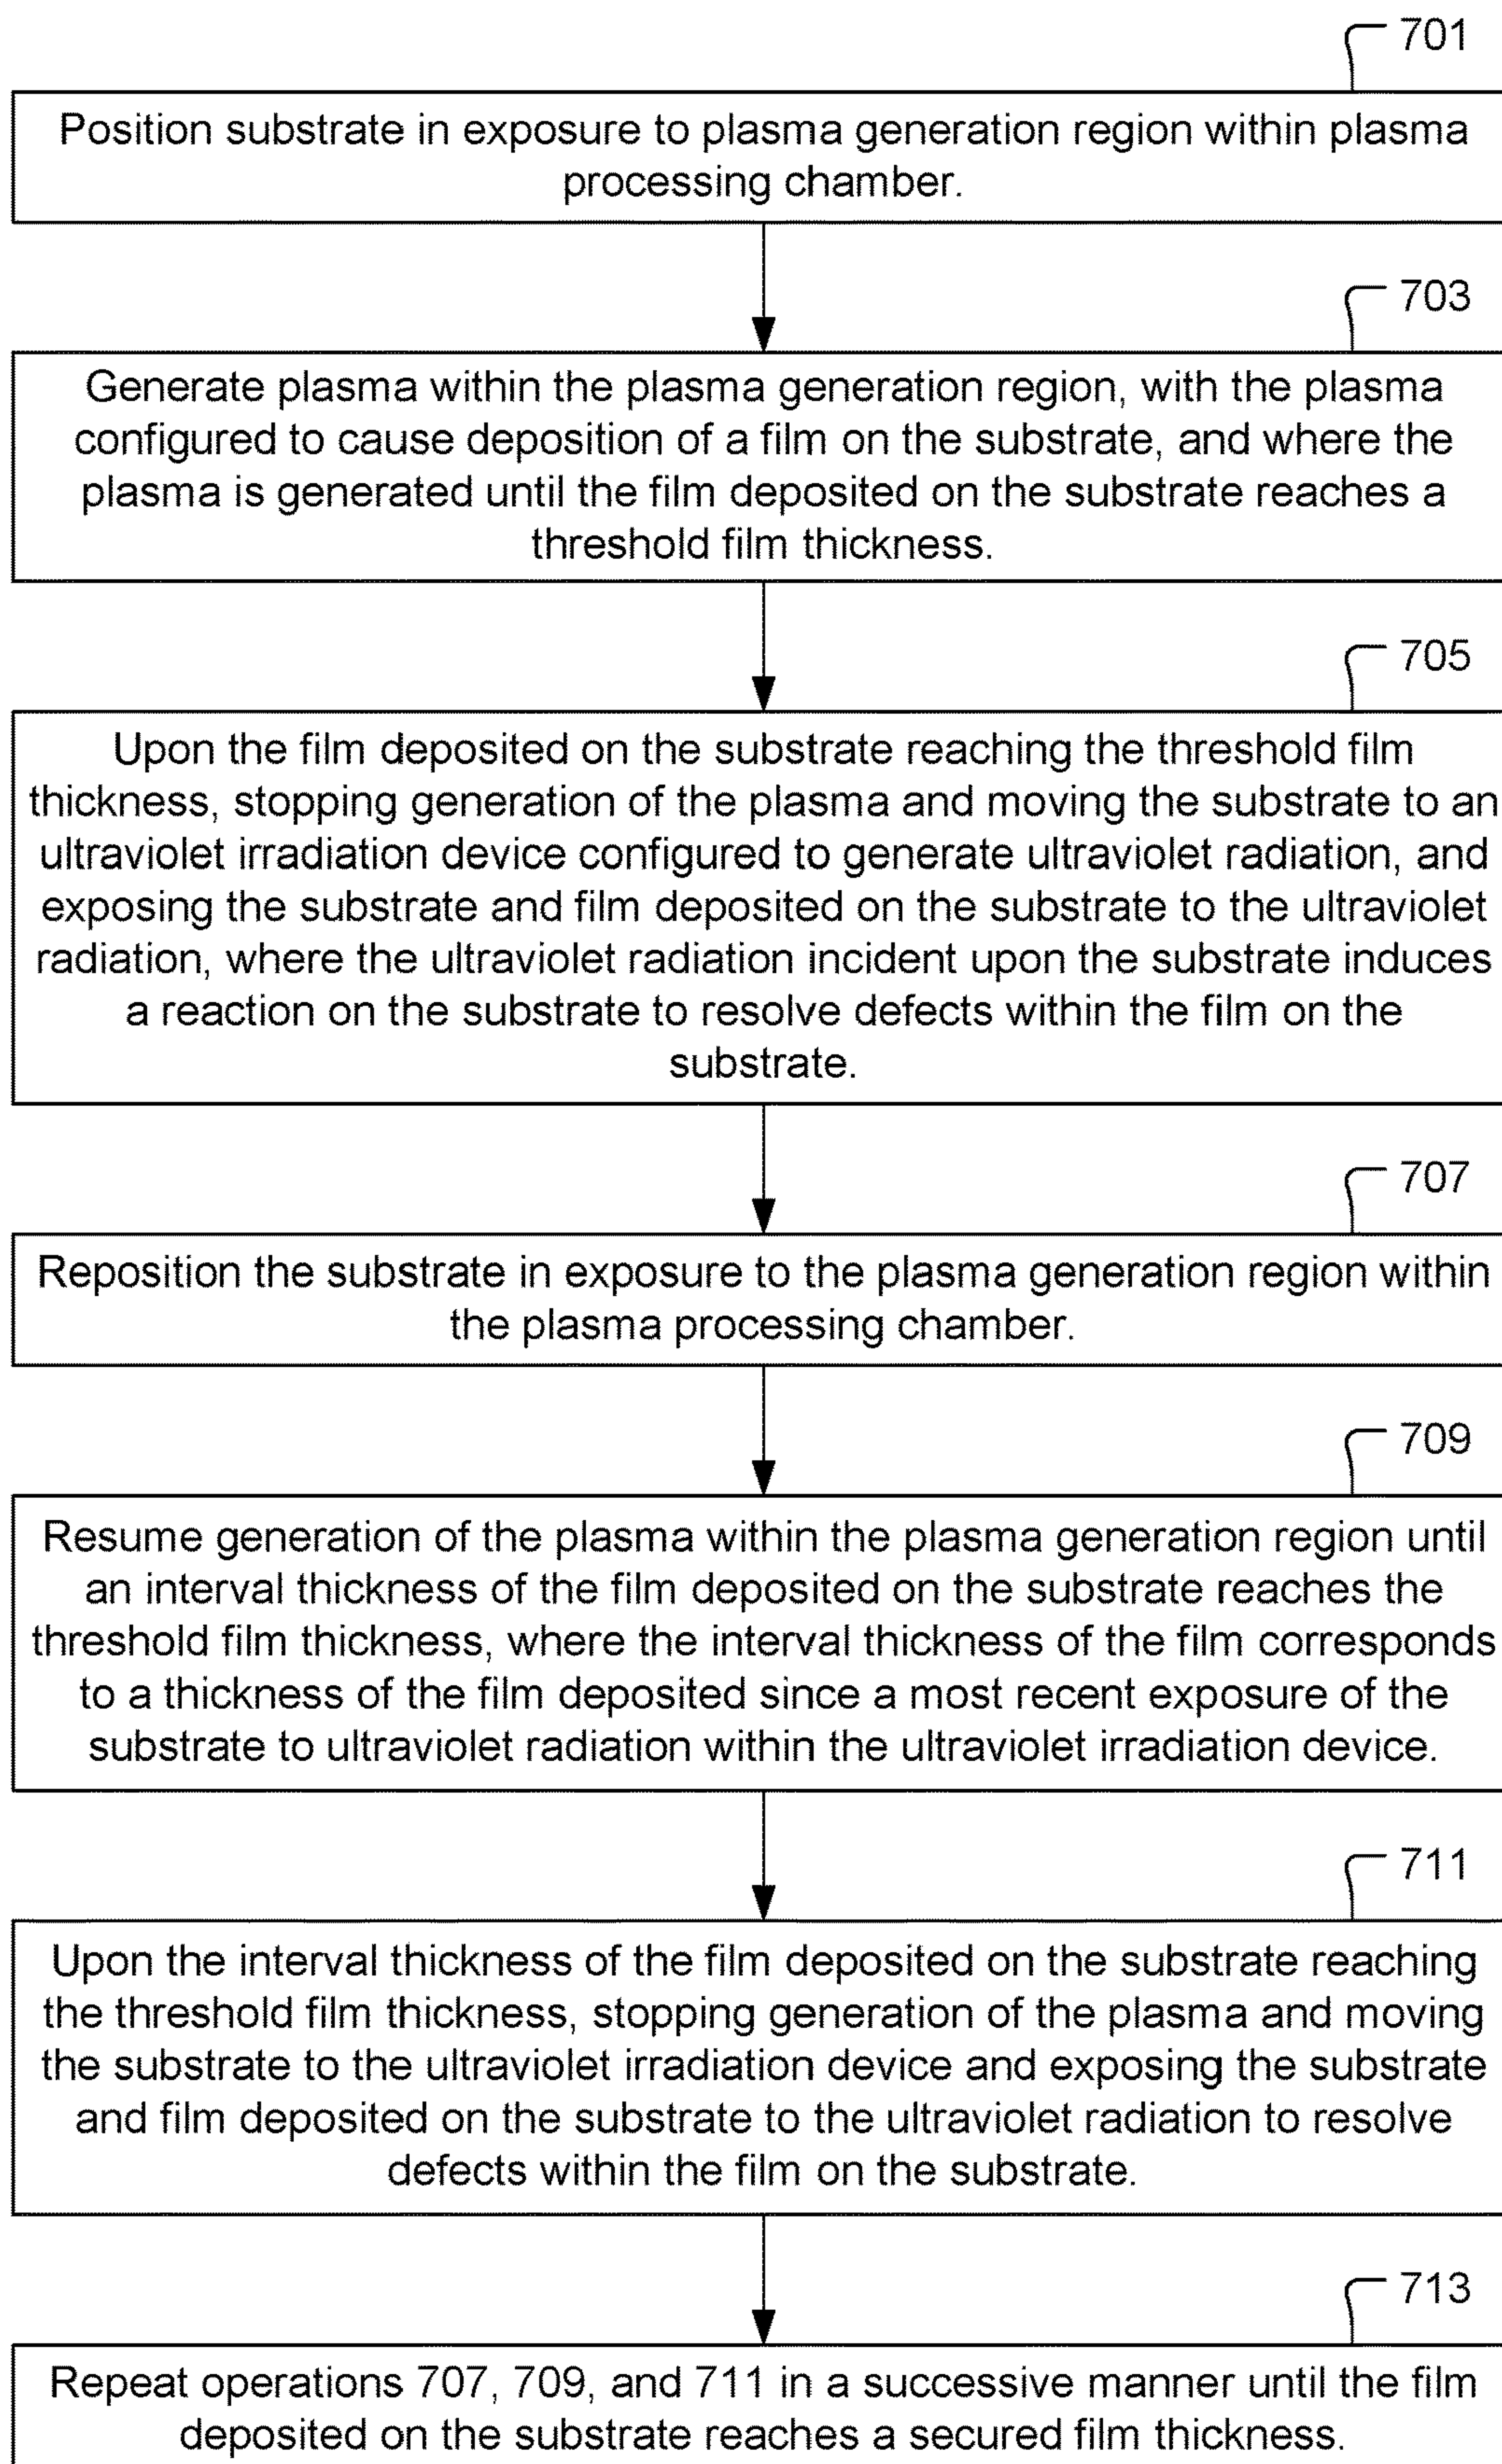 701
Position substrate in exposure to plasma generation region within plasma
processing chamber.
703
Generate plasma within the plasma generation region, with the plasma
configured to cause deposition of a film on the substrate, and where the
plasma is generated until the film deposited on the substrate reaches a
threshold film thickness.
705
Upon the film deposited on the substrate reaching the threshold film
thickness, stopping generation of the plasma and moving the substrate to an
ultraviolet irradiation device configured to generate ultraviolet radiation, and
exposing the substrate and film deposited on the substrate to the ultraviolet
radiation, where the ultraviolet radiation incident upon the substrate induces
a reaction on the substrate to resolve defects within the film on the
substrate.
707
Reposition the substrate in exposure to the plasma generation region within
the plasma processing chamber.
709
Resume generation of the plasma within the plasma generation region until
an interval thickness of the film deposited on the substrate reaches the
threshold film thickness, where the interval thickness of the film corresponds
to a thickness of the film deposited since a most recent exposure of the
substrate to ultraviolet radiation within the ultraviolet irradiation device.
711
Upon the interval thickness of the film deposited on the substrate reaching
the threshold film thickness, stopping generation of the plasma and moving
the substrate to the ultraviolet irradiation device and exposing the substrate
and film deposited on the substrate to the ultraviolet radiation to resolve
defects within the film on the substrate.
713
Repeat operations 707, 709, and 711 in a successive manner until the film
deposited on the substrate reaches a secured film thickness.